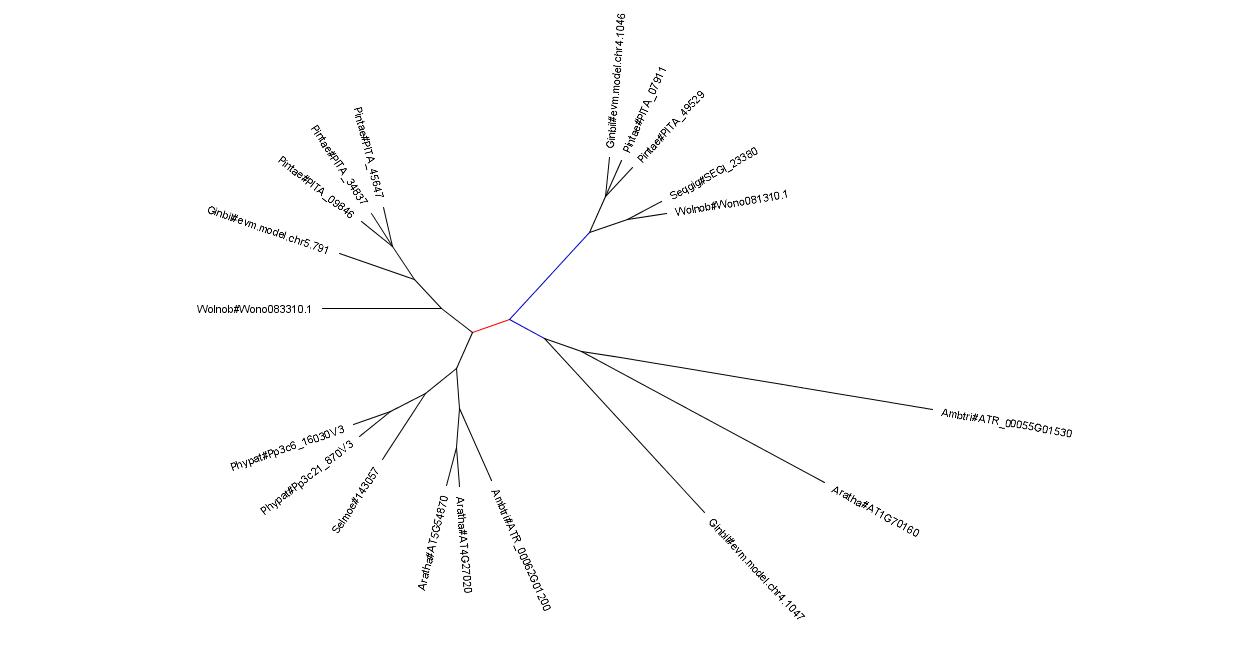 Ginbil#evm.model.chr4.1046
Pintae#PITA_07911
Pintae#PITA_49529
Seqgig#SEGI_23380
Wolnob#Wono081310.1
Pintae#PITA_45647
Pintae#PITA_34837
Pintae#PITA_09846
Ginbil#evm.model.chr5.791
Wolnob#Wono083310.1
Phypat#Pp3c6_16030V3
Phypat#Pp3c21_870V3
Selmoe#143057
Aratha#AT5G54870
Aratha#AT4G27020
Ambtri#ATR_00062G01200
Ginbil#evm.model.chr4.1047
Aratha#AT1G70160
Ambtri#ATR_00055G01530